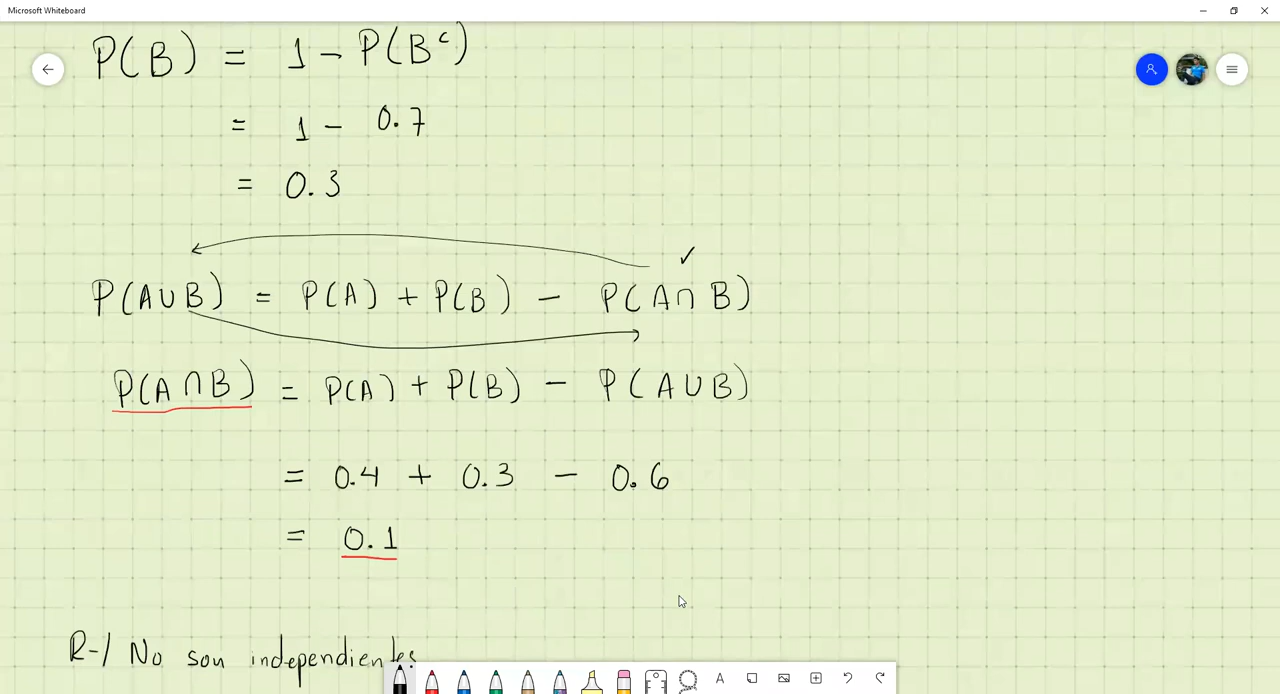 Microsoft Whiteboard
P(B) = 1 - P(Bᶜ)
= 1 - 0.7
= 0.3
✓
P(A∪B) = P(A) + P(B) - P(A∩B)
P(A∩B) = P(A) + P(B) - P(A∪B)
= 0.4 + 0.3 - 0.6
= 0.1
R-/ No son independientes
A